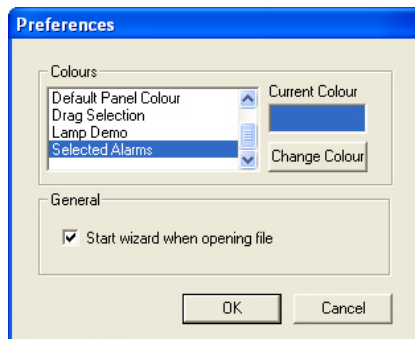 Preferences
Colours
Default Panel Colour
Drag Selection
Lamp Demo
Selected Alarms
Current Colour
Change Colour
General
Start wizard when opening file
OK
Cancel